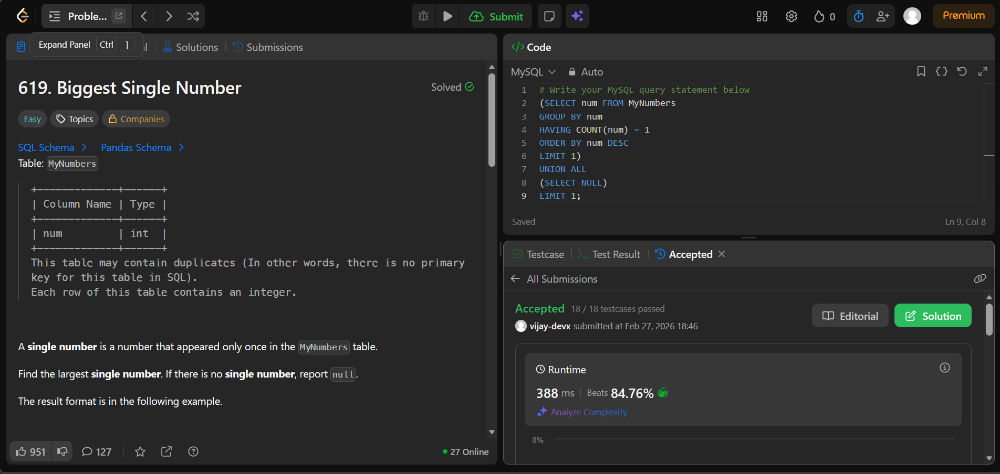 Proble...
Submit
0
Premium
Expand Panel Ctrl ]
l
Solutions
Submissions
619. Biggest Single Number
Solved
Easy
Topics
Companies
SQL Schema
Pandas Schema
Table: MyNumbers
+-------------+------+
| Column Name | Type |
+-------------+------+
| num         | int  |
+-------------+------+
This table may contain duplicates (In other words, there is no primary
key for this table in SQL).
Each row of this table contains an integer.
A single number is a number that appeared only once in the MyNumbers table.
Find the largest single number. If there is no single number, report null.
The result format is in the following example.
951
127
27 Online
</> Code
MySQL
Auto
1 # Write your MySQL query statement below
2 (SELECT num FROM MyNumbers
3 GROUP BY num
4 HAVING COUNT(num) = 1
5 ORDER BY num DESC
6 LIMIT 1)
7 UNION ALL
8 (SELECT NULL)
9 LIMIT 1;
Saved
Ln 9, Col 8
Testcase
Test Result
Accepted
All Submissions
Accepted 18 / 18 testcases passed
vijay-devx submitted at Feb 27, 2026 18:46
Editorial
Solution
Runtime
388 ms | Beats 84.76%
Analyze Complexity
8%